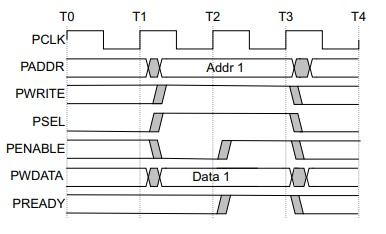 T0 T1 T2 T3 T4
PCLK
PADDR Addr 1
PWRITE
PSEL
PENABLE
PWDATA Data 1
PREADY